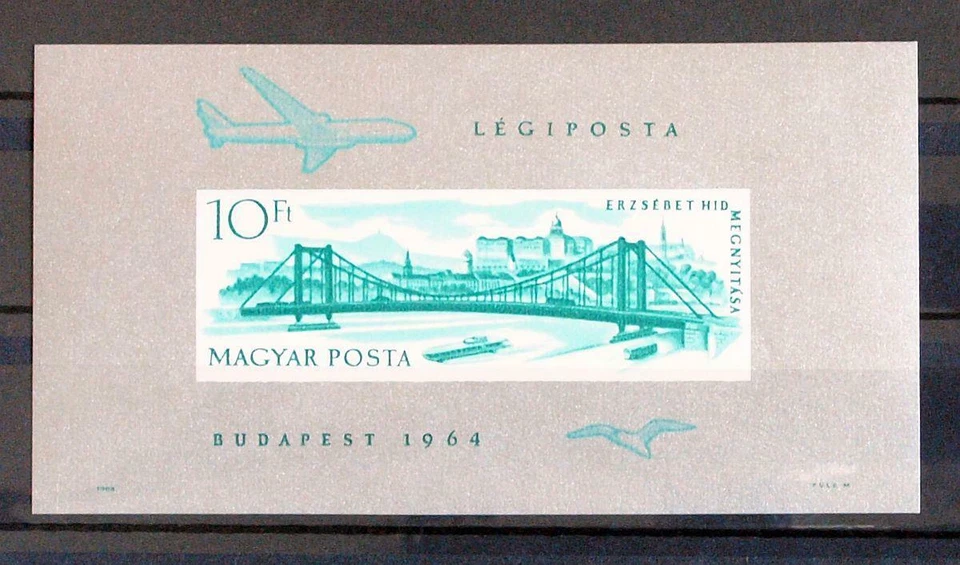 LÉGIPOSTA
10Ft
ERZSÉBET HID
MEGNYITÁSA
MAGYAR POSTA
BUDAPEST 1964